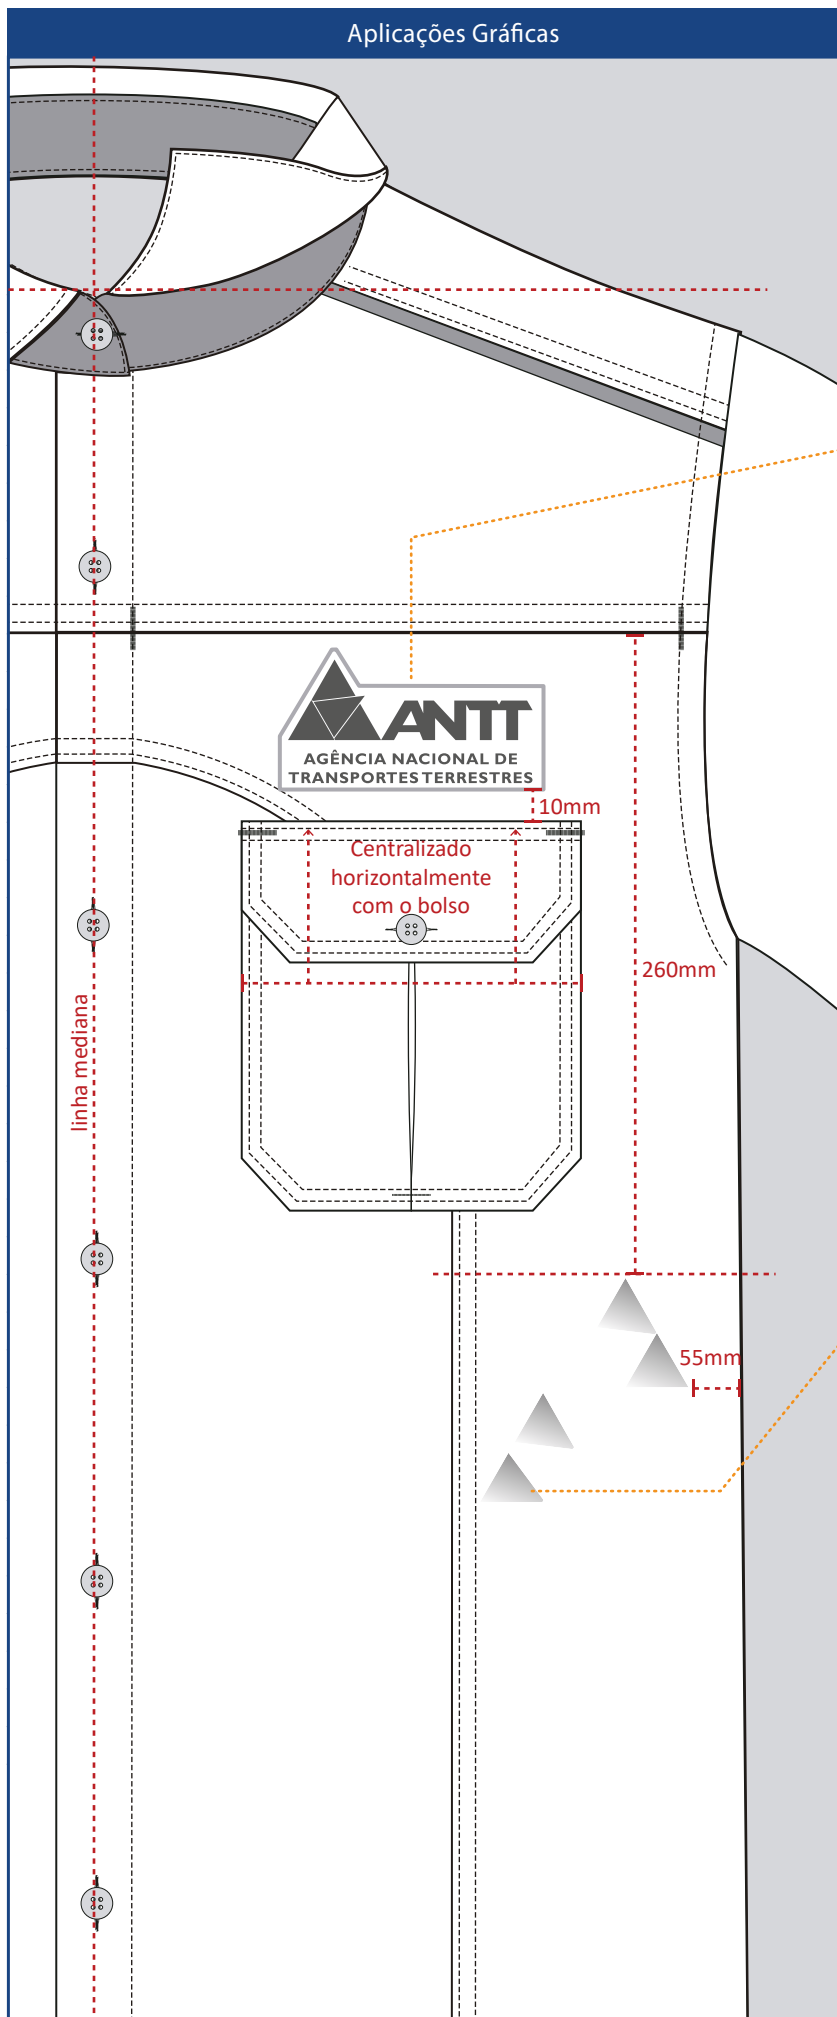 Aplicações Gráficas
ANTT
AGÊNCIA NACIONAL DE
TRANSPORTES TERRESTRES
10mm
Centralizado
horizontalmente
com o bolso
260mm
linha mediana
55mm